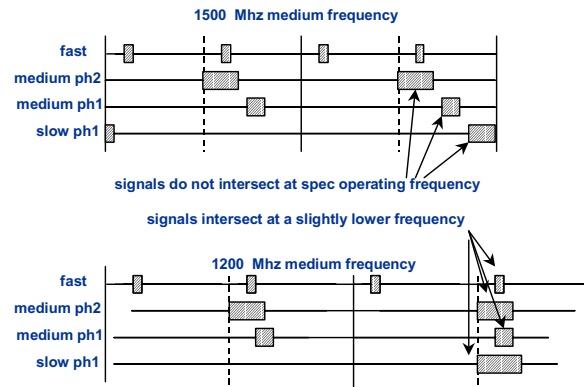 1500 Mhz medium frequency
fast
medium ph2
medium ph1
slow ph1
signals do not intersect at spec operating frequency
signals intersect at a slightly lower frequency
1200 Mhz medium frequency
fast
medium ph2
medium ph1
slow ph1